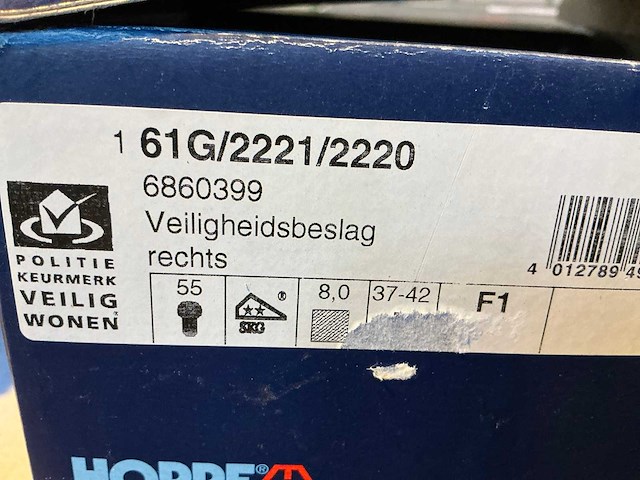 1 61G/2221/2220
6860399
Veiligheidsbeslag
rechts
POLITIE
KEURMERK
VEILIG
WONEN®
55
SKG®
8,0
37-42
F1
4 012789
HOPPE®